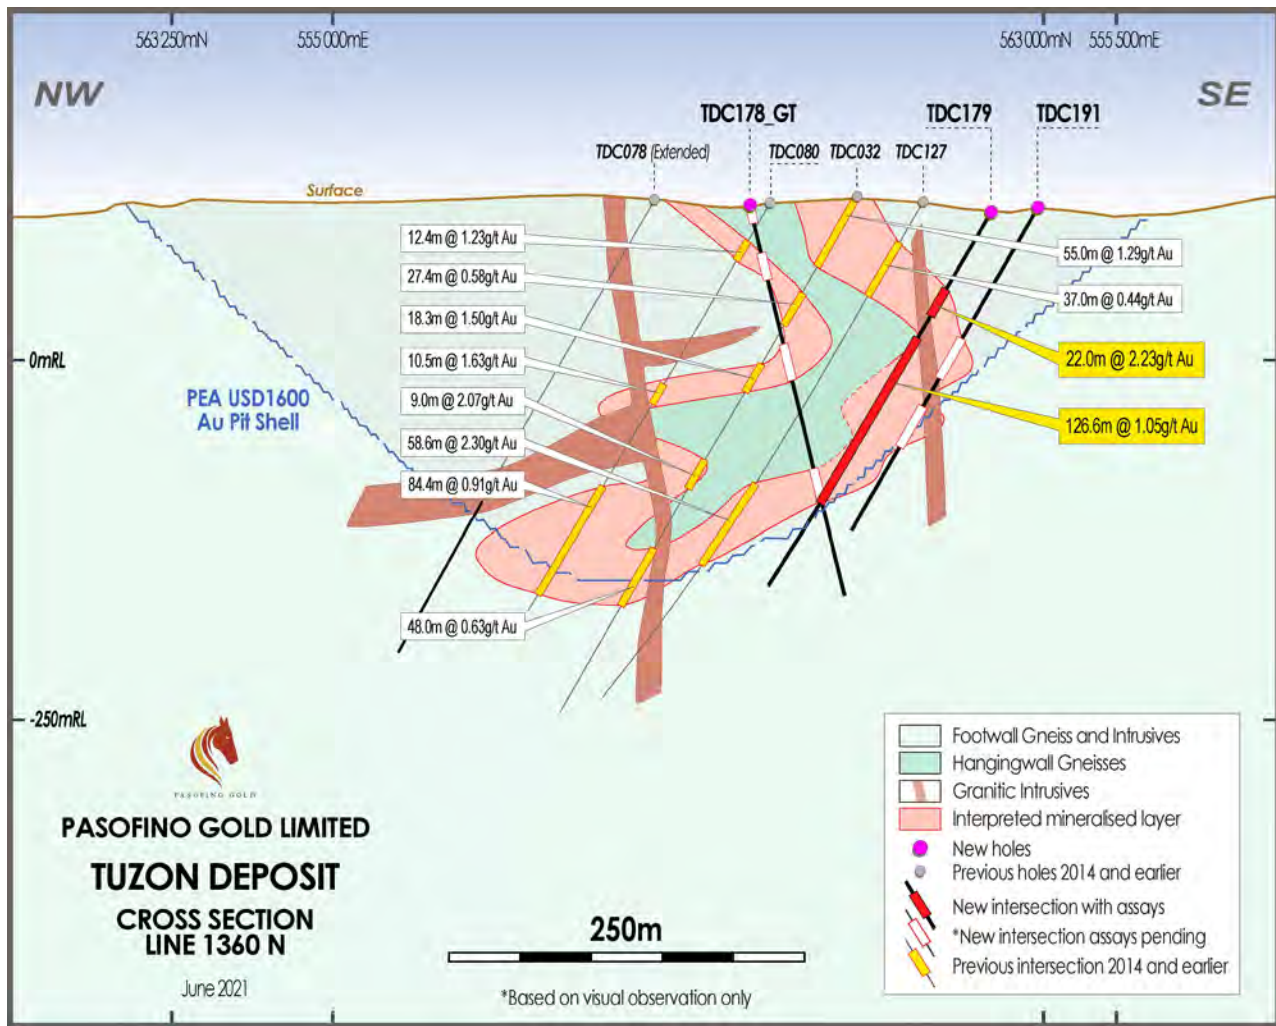 563 250mN
555 000mE
563 000mN
555 500mE
NW
SE
TDC178_GT
TDC179
TDC191
TDC078 (Extended)
TDC080
TDC032
TDC127
Surface
12.4m @ 1.23g/t Au
27.4m @ 0.58g/t Au
18.3m @ 1.50g/t Au
10.5m @ 1.63g/t Au
9.0m @ 2.07g/t Au
58.6m @ 2.30g/t Au
84.4m @ 0.91g/t Au
48.0m @ 0.63g/t Au
55.0m @ 1.29g/t Au
37.0m @ 0.44g/t Au
22.0m @ 2.23g/t Au
126.6m @ 1.05g/t Au
0mRL
PEA USD1600
Au Pit Shell
-250mRL
PASOFINO GOLD
PASOFINO GOLD LIMITED
TUZON DEPOSIT
CROSS SECTION
LINE 1360 N
June 2021
250m
*Based on visual observation only
Footwall Gneiss and Intrusives
Hangingwall Gneisses
Granitic Intrusives
Interpreted mineralised layer
New holes
Previous holes 2014 and earlier
New intersection with assays
*New intersection assays pending
Previous intersection 2014 and earlier